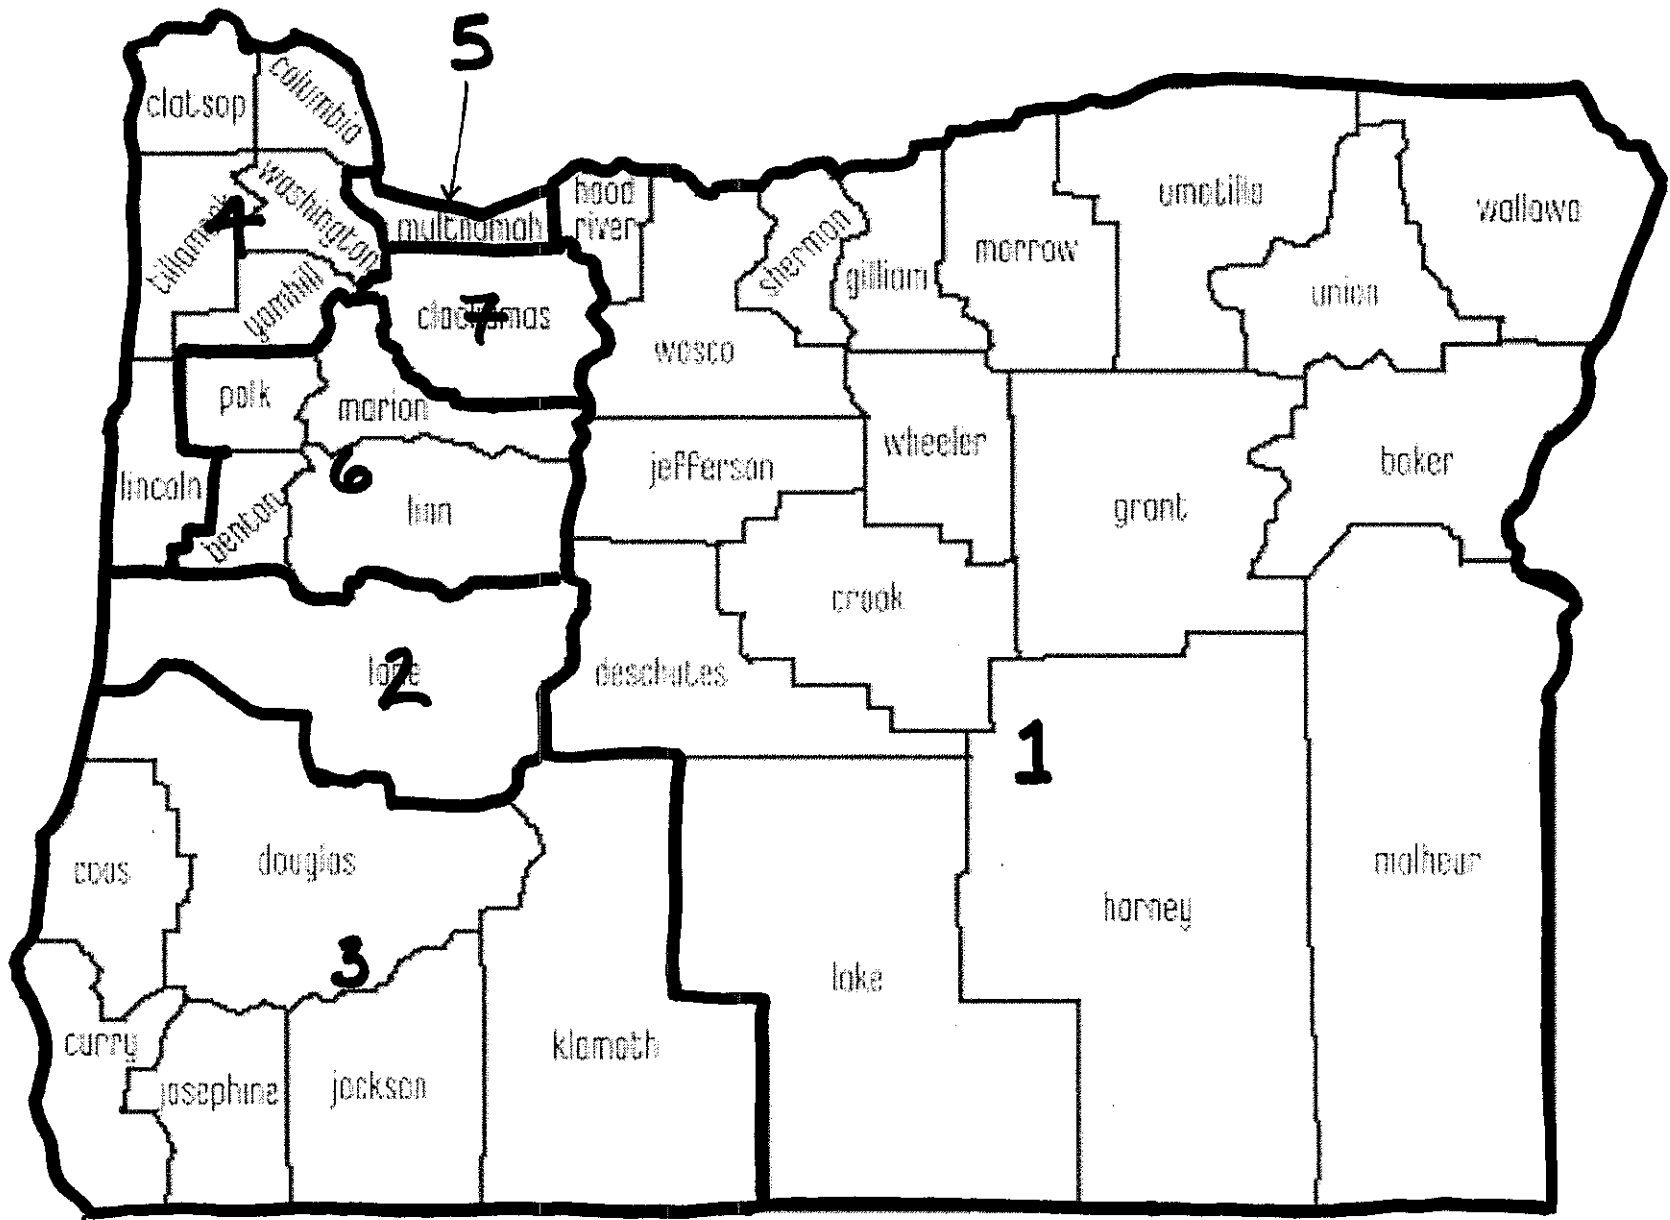 5
columbia
clatsop
washington
hood
river
multnomah
umatilla
wallowa
4
tillamook
sherman
morrow
gilliam
union
yamhill
clackamas
7
wasco
polk
marion
wheeler
baker
jefferson
lincoln
6
linn
grant
benton
crook
lane
2
deschutes
1
coos
douglas
malheur
harney
3
lake
curry
klamath
josephine
jackson